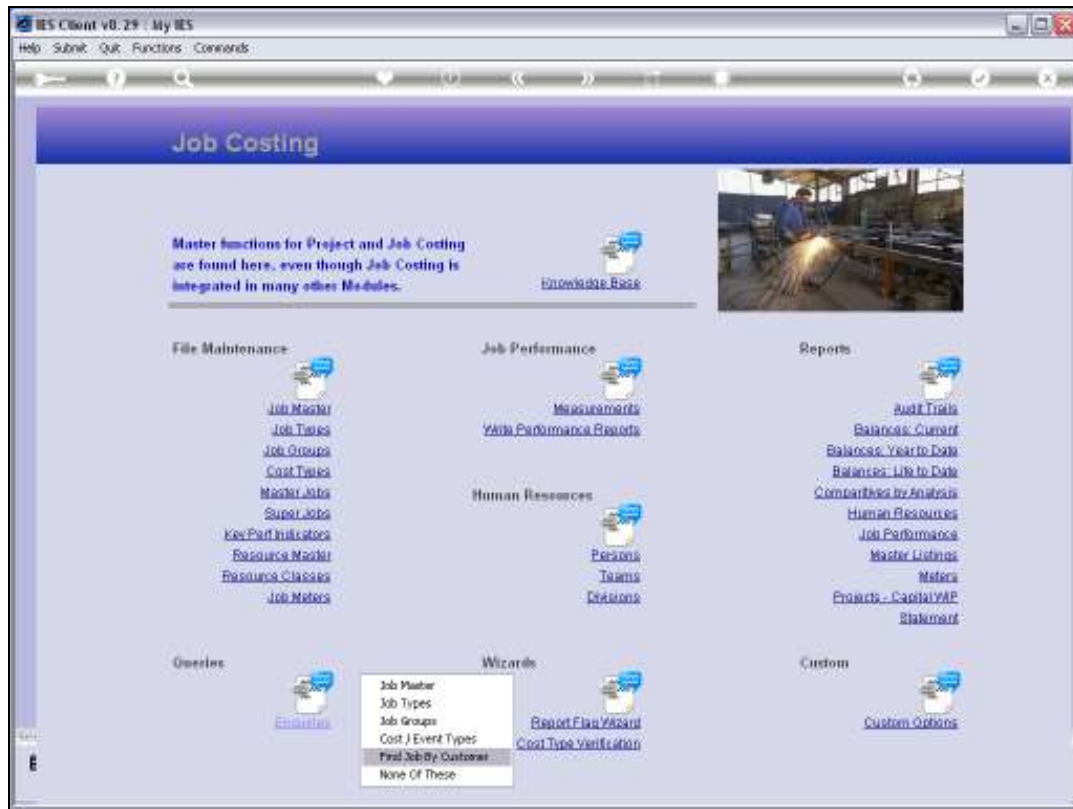 IES Client v8.29 : My IES
Help Submit Quit Functions Commands
Job Costing
Master functions for Project and Job Costing
are found here, even though Job Costing is
integrated in many other Modules.
Knowledge Base
File Maintenance
Job Master
Job Types
Job Groups
Cost Types
Master Jobs
Super Jobs
Key Perf Indicators
Resource Master
Resource Classes
Job Meters
Job Performance
Measurements
Write Performance Reports
Human Resources
Persons
Teams
Divisions
Reports
Audit Trails
Balances: Current
Balances: Year to Date
Balances: Life to Date
Comparitives by Analysis
Human Resources
Job Performance
Master Listings
Meters
Projects - Capital WIP
Statement
Queries
Enquiries
Job Master
Job Types
Job Groups
Cost / Event Types
Find Job By Customer
None Of These
Wizards
Report Flag Wizard
Cost Type Verification
Custom
Custom Options